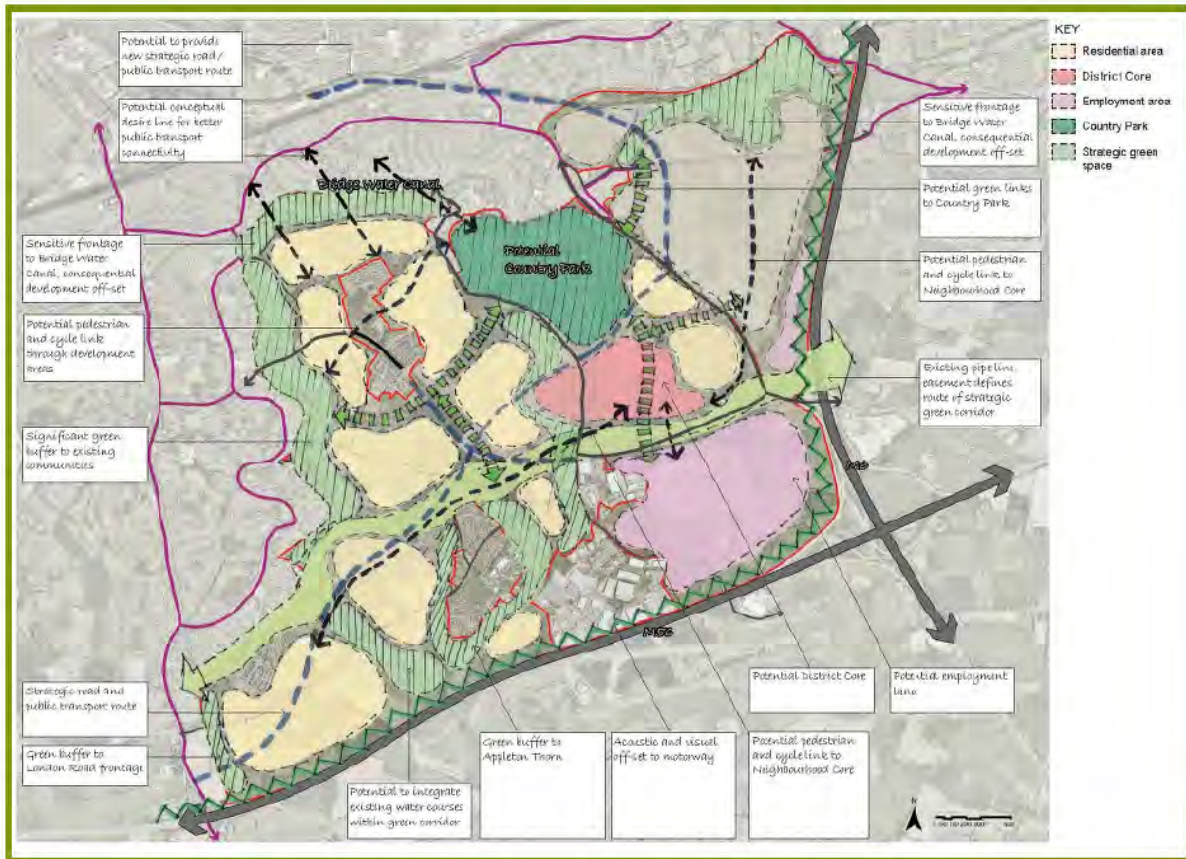 Potential to provide
new strategic road/
public transport route
Potential conceptual
desire line for better
public transport
connectivity
Sensitive frontage
to Bridge Water
Canal, consequential
development off-set
Potential pedestrian
and cycle link
through development
areas
Significant green
buffer to existing
communities
Strategic road and
public transport route
Green buffer to
London Road frontage
Bridge Water Canal
Potential
Country Park
M6
M56
KEY
Residential area
District Core
Employment area
Country Park
Strategic green
space
Sensitive frontage
to Bridge Water
Canal, consequential
development off-set
Potential green links
to Country Park
Potential pedestrian
and cycle link to
Neighbourhood Core
Existing pipeline
easement defines
route of strategic
green corridor
Potential District Core
Potential employment
land
Potential to integrate
existing water courses
within green corridor
Green buffer to
Appleton Thorn
Acoustic and visual
off-set to motorway
Potential pedestrian
and cycle link to
Neighbourhood Core
N